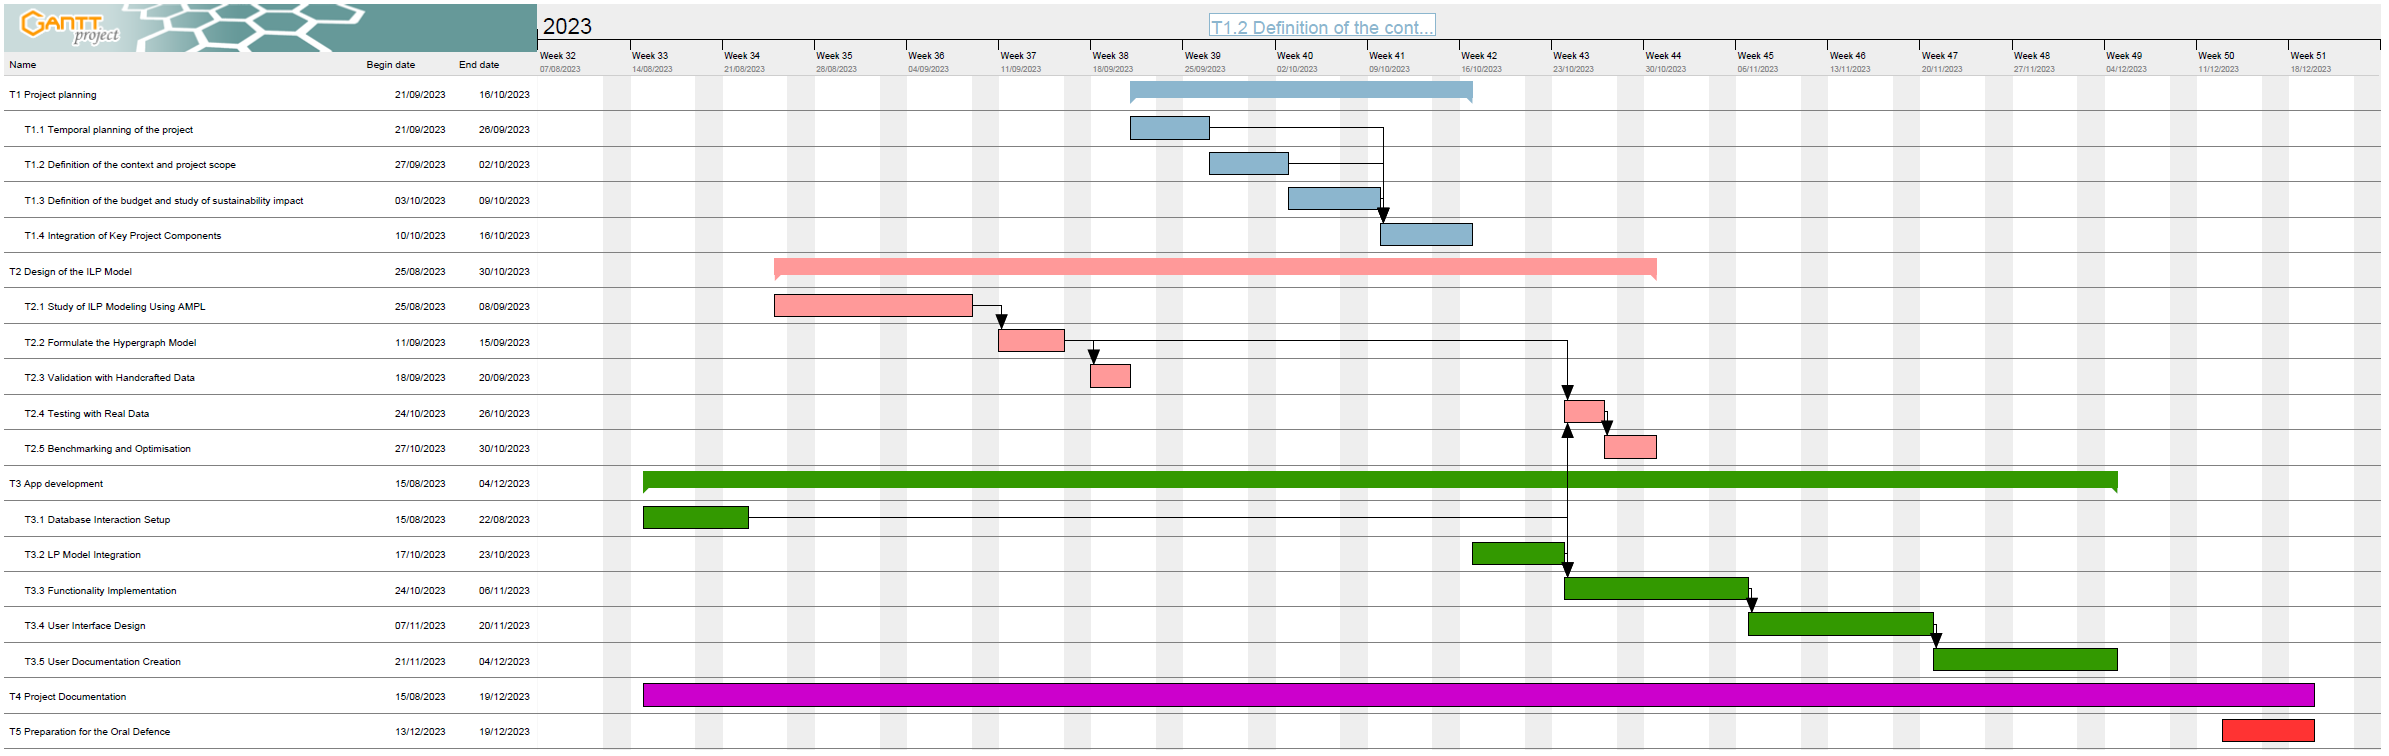 GANTT
project
2023
T1.2 Definition of the cont...
Week 32 Week 33 Week 34 Week 35 Week 36 Week 37 Week 38 Week 39 Week 40 Week 41 Week 42 Week 43 Week 44 Week 45 Week 46 Week 47 Week 48 Week 49 Week 50 Week 51
Name Begin date End date 07/08/2023 14/08/2023 21/08/2023 28/08/2023 04/09/2023 11/09/2023 18/09/2023 25/09/2023 02/10/2023 09/10/2023 16/10/2023 23/10/2023 30/10/2023 06/11/2023 13/11/2023 20/11/2023 27/11/2023 04/12/2023 11/12/2023 18/12/2023
T1 Project planning 21/09/2023 16/10/2023
T1.1 Temporal planning of the project 21/09/2023 26/09/2023
T1.2 Definition of the context and project scope 27/09/2023 02/10/2023
T1.3 Definition of the budget and study of sustainability impact 03/10/2023 09/10/2023
T1.4 Integration of Key Project Components 10/10/2023 16/10/2023
T2 Design of the ILP Model 25/08/2023 30/10/2023
T2.1 Study of ILP Modeling Using AMPL 25/08/2023 08/09/2023
T2.2 Formulate the Hypergraph Model 11/09/2023 15/09/2023
T2.3 Validation with Handcrafted Data 18/09/2023 20/09/2023
T2.4 Testing with Real Data 24/10/2023 26/10/2023
T2.5 Benchmarking and Optimisation 27/10/2023 30/10/2023
T3 App development 15/08/2023 04/12/2023
T3.1 Database Interaction Setup 15/08/2023 22/08/2023
T3.2 LP Model Integration 17/10/2023 23/10/2023
T3.3 Functionality Implementation 24/10/2023 06/11/2023
T3.4 User Interface Design 07/11/2023 20/11/2023
T3.5 User Documentation Creation 21/11/2023 04/12/2023
T4 Project Documentation 15/08/2023 19/12/2023
T5 Preparation for the Oral Defence 13/12/2023 19/12/2023